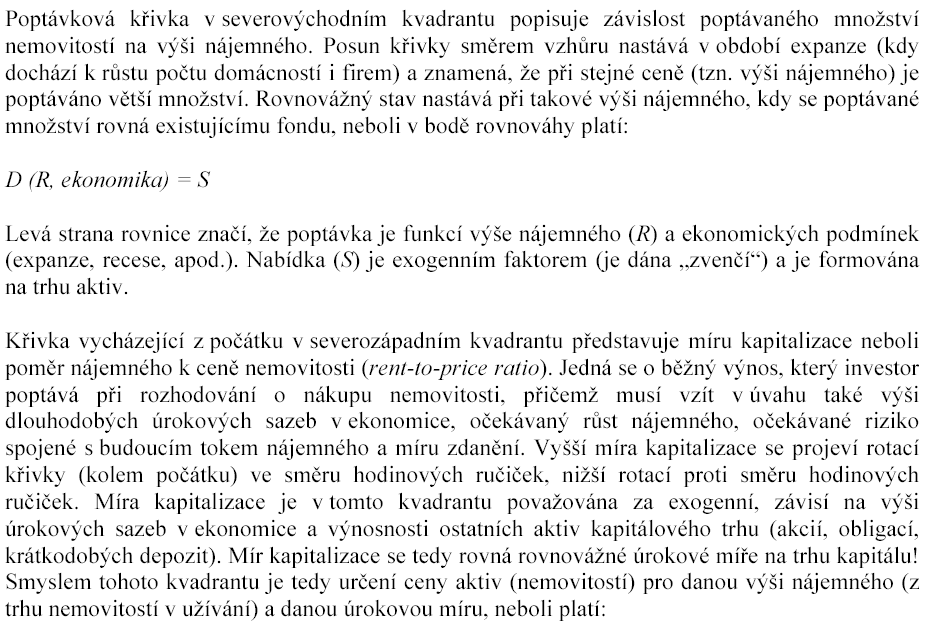 Poptávková křivka v severovýchodním kvadrantu popisuje závislost poptávaného množství
nemovitostí na výši nájemného. Posun křivky směrem vzhůru nastává v období expanze (kdy
dochází k růstu počtu domácností i firem) a znamená, že při stejné ceně (tzn. výši nájemného) je
poptáváno větší množství. Rovnovážný stav nastává při takové výši nájemného, kdy se poptávané
množství rovná existujícímu fondu, neboli v bodě rovnováhy platí:
D (R, ekonomika) = S
Levá strana rovnice značí, že poptávka je funkcí výše nájemného (R) a ekonomických podmínek
(expanze, recese, apod.). Nabídka (S) je exogenním faktorem (je dána „zvenčí“) a je formována
na trhu aktiv.
Křivka vycházející z počátku v severozápadním kvadrantu představuje míru kapitalizace neboli
poměr nájemného k ceně nemovitosti (rent-to-price ratio). Jedná se o běžný výnos, který investor
poptává při rozhodování o nákupu nemovitosti, přičemž musí vzít v úvahu také výši
dlouhodobých úrokových sazeb v ekonomice, očekávaný růst nájemného, očekávané riziko
spojené s budoucím tokem nájemného a míru zdanění. Vyšší míra kapitalizace se projeví rotací
křivky (kolem počátku) ve směru hodinových ručiček, nižší rotací proti směru hodinových
ručiček. Míra kapitalizace je v tomto kvadrantu považována za exogenní, závisí na výši
úrokových sazeb v ekonomice a výnosnosti ostatních aktiv kapitálového trhu (akcií, obligací,
krátkodobých depozit). Mír kapitalizace se tedy rovná rovnovážné úrokové míře na trhu kapitálu!
Smyslem tohoto kvadrantu je tedy určení ceny aktiv (nemovitostí) pro danou výši nájemného (z
trhu nemovitostí v užívání) a danou úrokovou míru, neboli platí: